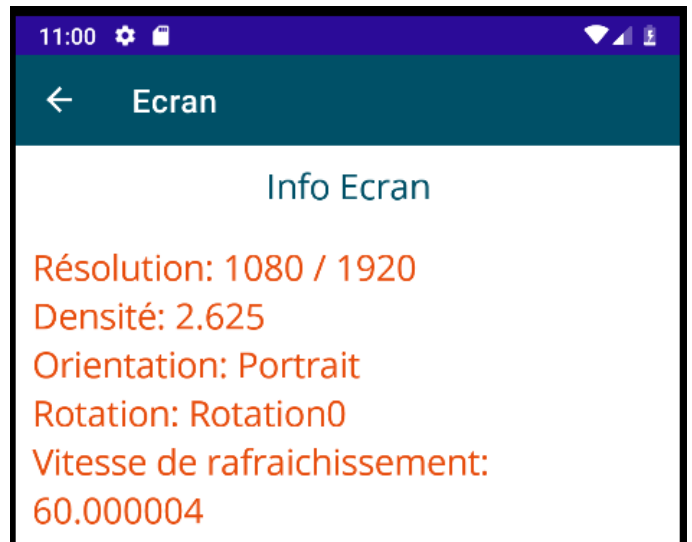 11:00
Ecran
Info Ecran
Résolution: 1080 / 1920
Densité: 2.625
Orientation: Portrait
Rotation: Rotation0
Vitesse de rafraichissement:
60.000004